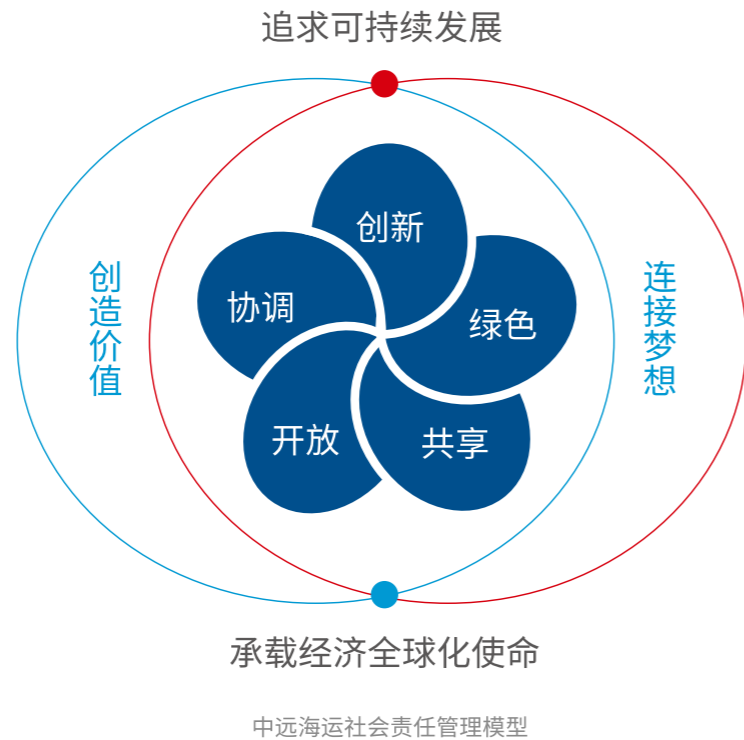 追求可持续发展
创新
协调
绿色
创造价值
连接梦想
开放
共享
承载经济全球化使命
中远海运社会责任管理模型